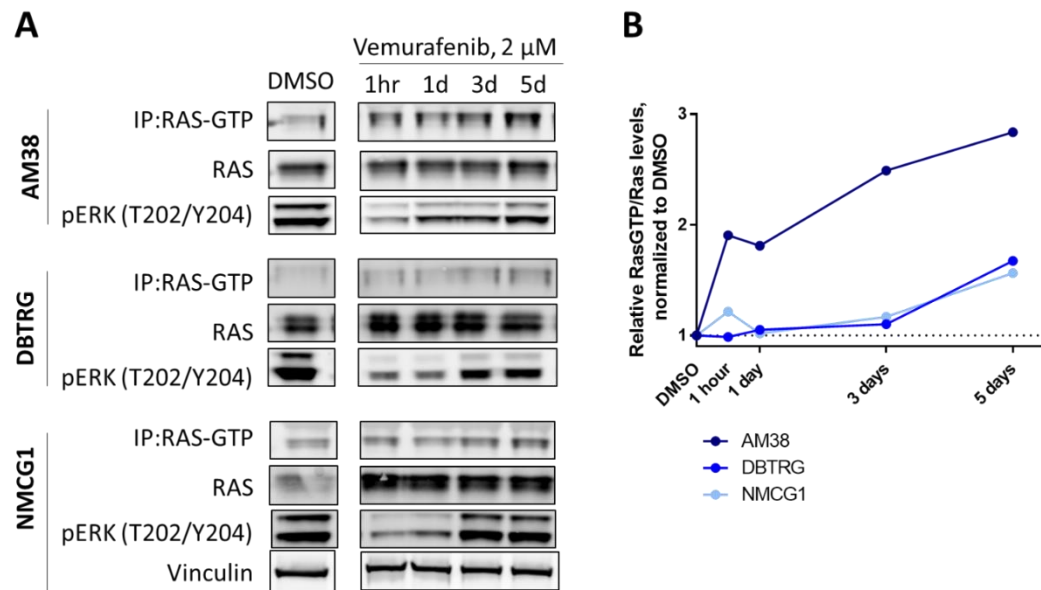 A
Vemurafenib, 2 µM
DMSO
1hr 1d 3d 5d
AM38
IP:RAS-GTP
RAS
pERK (T202/Y204)
DBTRG
IP:RAS-GTP
RAS
pERK (T202/Y204)
NMCG1
IP:RAS-GTP
RAS
pERK (T202/Y204)
Vinculin
B
Relative RasGTP/Ras levels,
normalized to DMSO
3
2
1
DMSO
1 hour
1 day
3 days
5 days
AM38
DBTRG
NMCG1